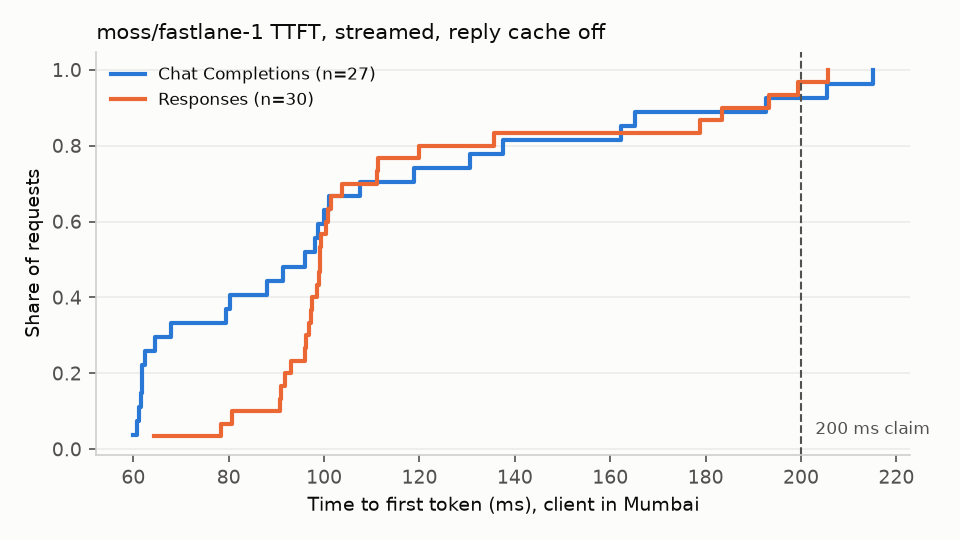 moss/fastlane-1 TTFT, streamed, reply cache off
Chat Completions (n=27)
Responses (n=30)
1.0
0.8
0.6
0.4
0.2
0.0
Share of requests
200 ms claim
60 80 100 120 140 160 180 200 220
Time to first token (ms), client in Mumbai